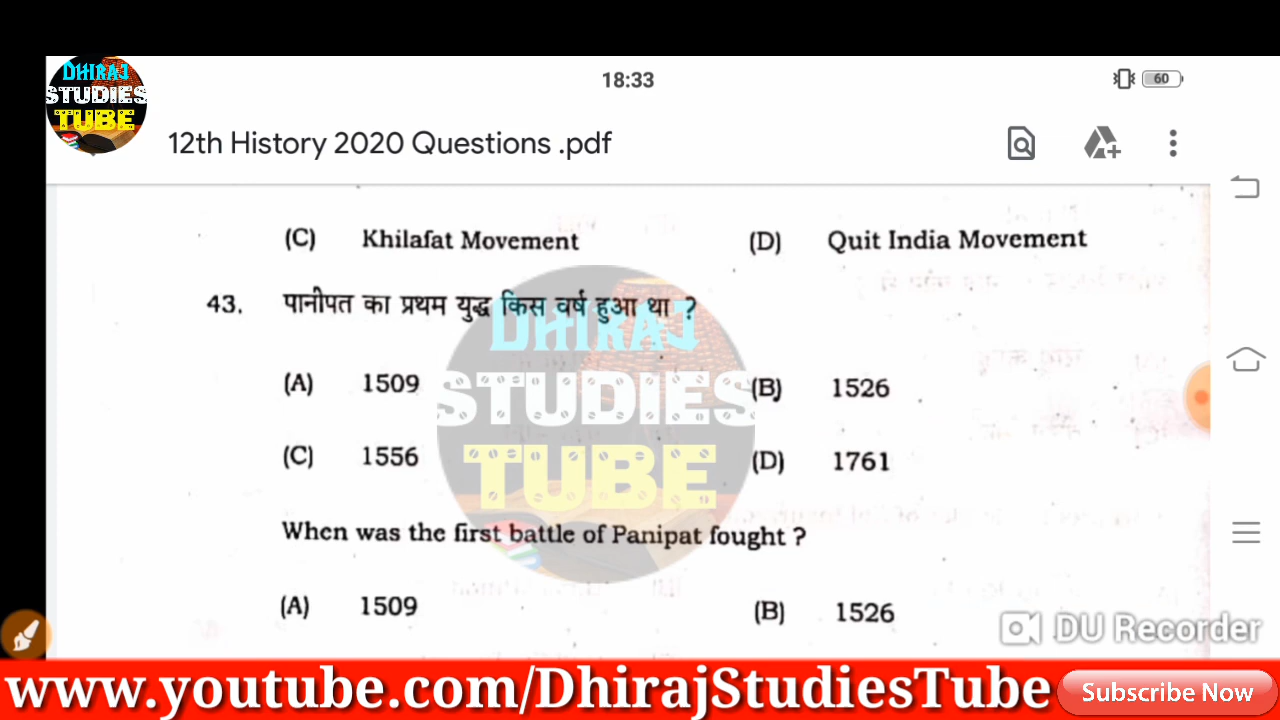 DHIRAJ
STUDIES
TUBE
18:33
60
12th History 2020 Questions .pdf
(C) Khilafat Movement (D) Quit India Movement
43. पानीपत का प्रथम युद्ध किस वर्ष हुआ था ?
DHIRAJ
STUDIES
TUBE
(A) 1509 (B) 1526
(C) 1556 (D) 1761
When was the first battle of Panipat fought ?
(A) 1509 (B) 1526
DU Recorder
www.youtube.com/DhirajStudiesTube
Subscribe Now